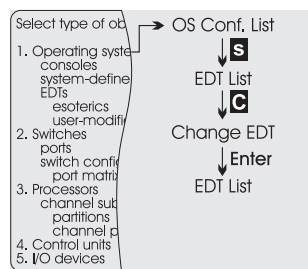 Select type of ob
1. Operating syste
consoles
system-define
EDTs
esoterics
user-modifi
2. Switches
ports
switch config
port matrix
3. Processors
channel sub
partitions
channel p
4. Control units
5. I/O devices
OS Conf. List
s
EDT List
C
Change EDT
Enter
EDT List